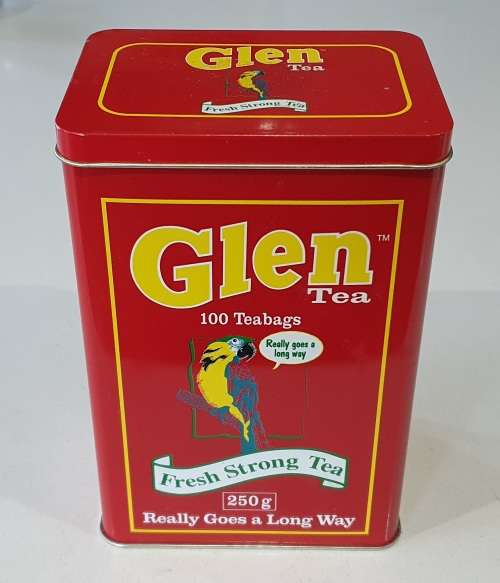 Glen
Tea
Fresh Strong Tea
Glen™
Tea
100 Teabags
Really goes a
long way
Fresh Strong Tea
250g
Really Goes a Long Way